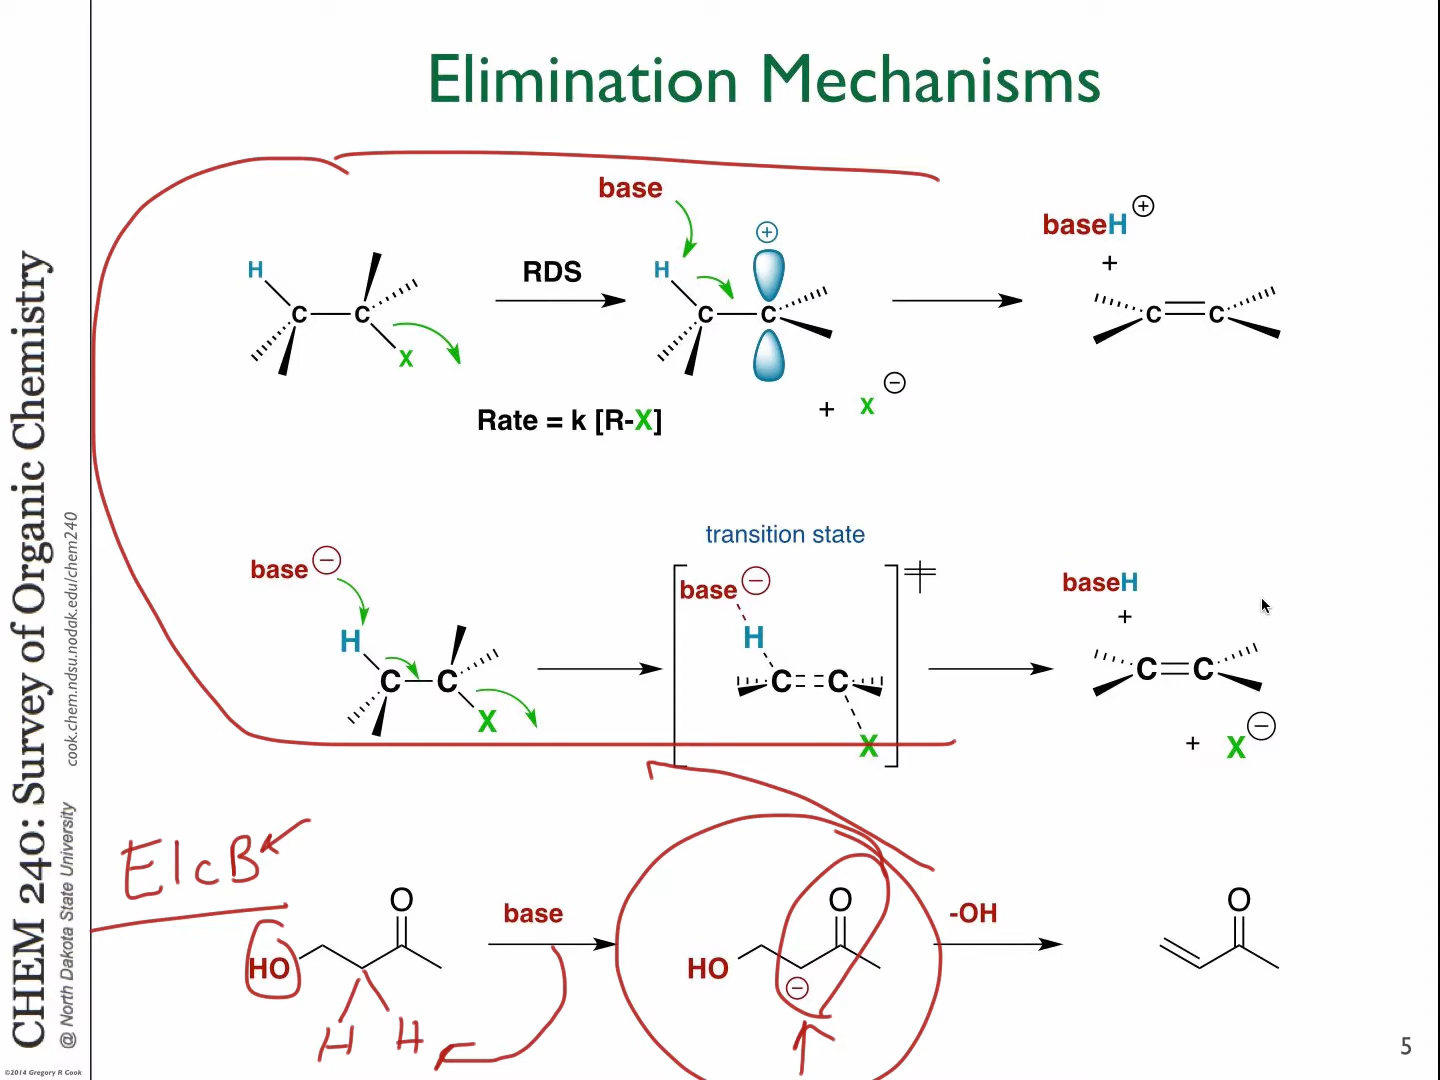 Elimination Mechanisms
CHEM 240: Survey of Organic Chemistry
@ North Dakota State University
cook.chem.ndsu.nodak.edu/chem240
©2014 Gregory R Cook
base
H
C C
X
RDS
H
C C
+
+ X −
Rate = k [R-X]
baseH +
+
C C
base −
H
C C
X
transition state
base −
H
C C
X
‡
baseH
+
C C
+ X −
E1cB
HO
O
H H
base
HO
O
−
-OH
O
5